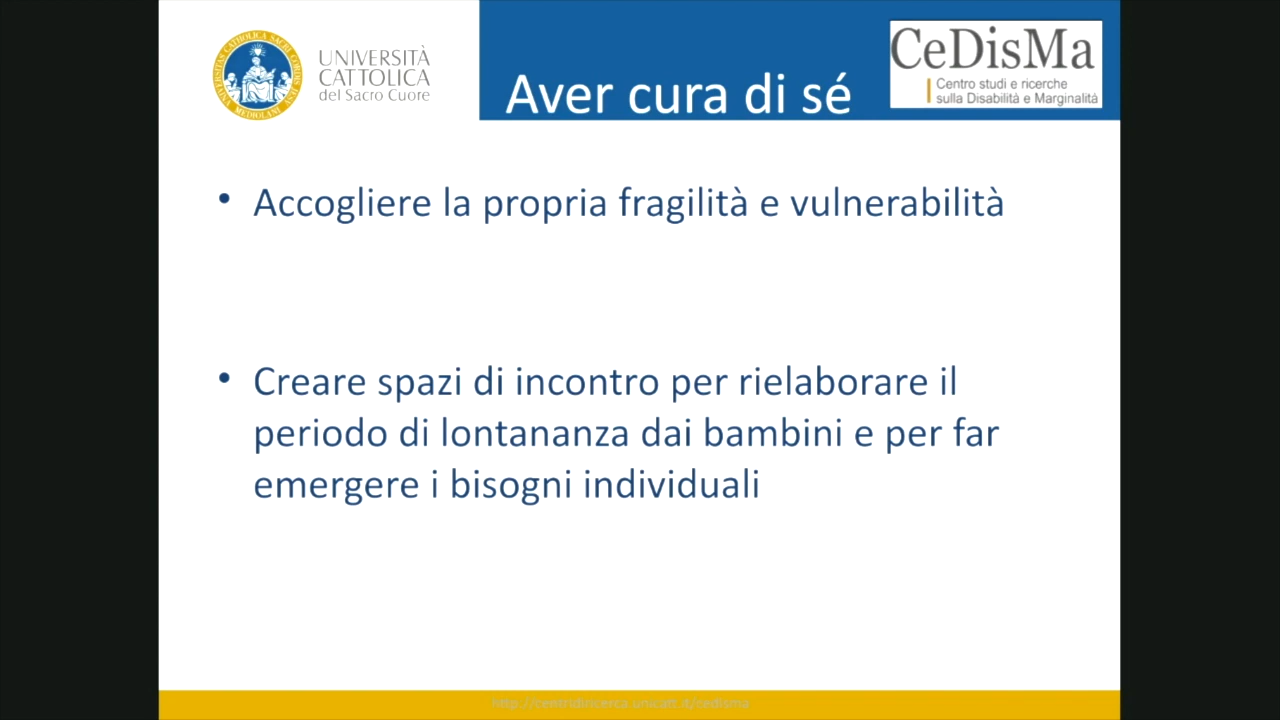 UNIVERSITÀ
CATTOLICA
del Sacro Cuore
Aver cura di sé
CeDisMa
Centro studi e ricerche
sulla Disabilità e Marginalità
• Accogliere la propria fragilità e vulnerabilità
• Creare spazi di incontro per rielaborare il
periodo di lontananza dai bambini e per far
emergere i bisogni individuali